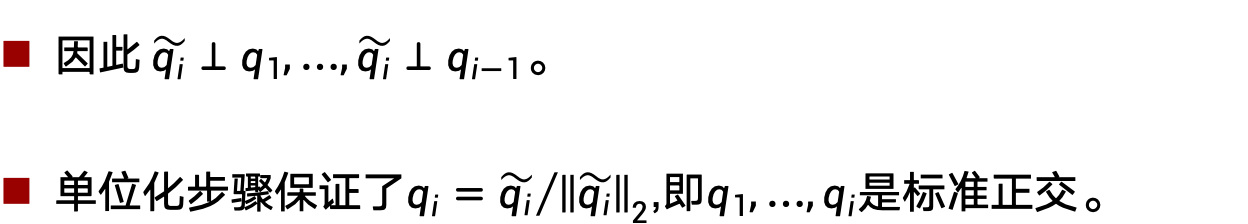 因此 q̃ᵢ ⊥ q₁, …, q̃ᵢ ⊥ qᵢ₋₁。
单位化步骤保证了qᵢ = q̃ᵢ/‖q̃ᵢ‖₂,即q₁, …, qᵢ是标准正交。